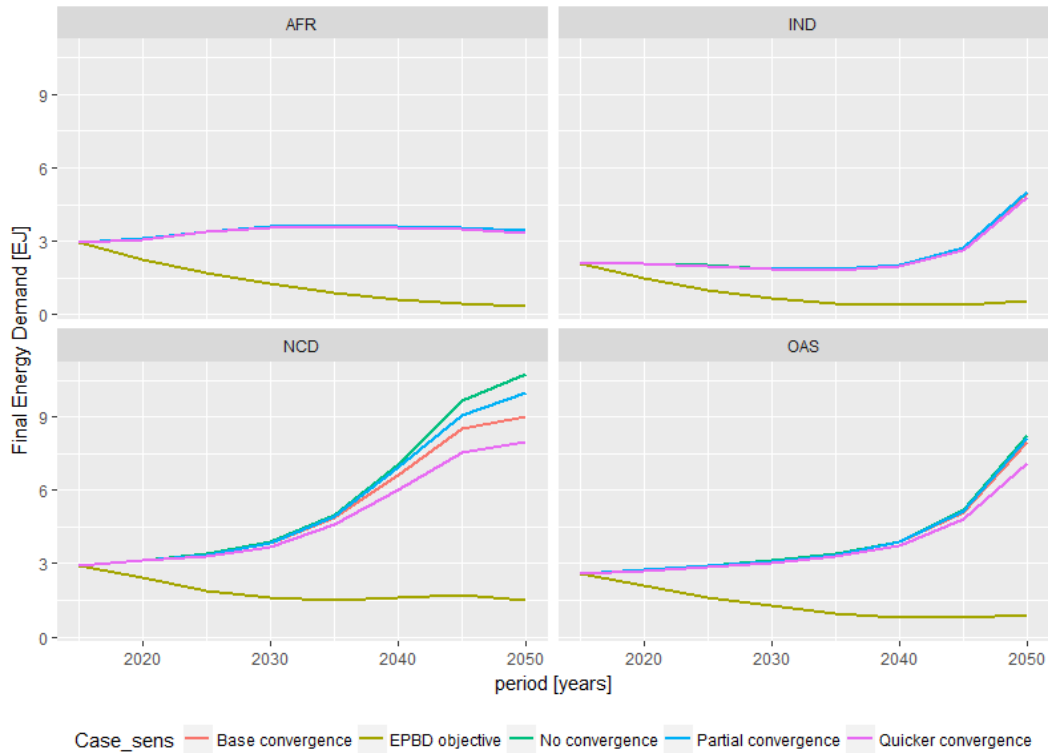 AFR
IND
9
6
3
0
NCD
OAS
9
6
3
0
Final Energy Demand [EJ]
2020 2030 2040 2050 2020 2030 2040 2050
period [years]
Case_sens Base convergence EPBD objective No convergence Partial convergence Quicker convergence